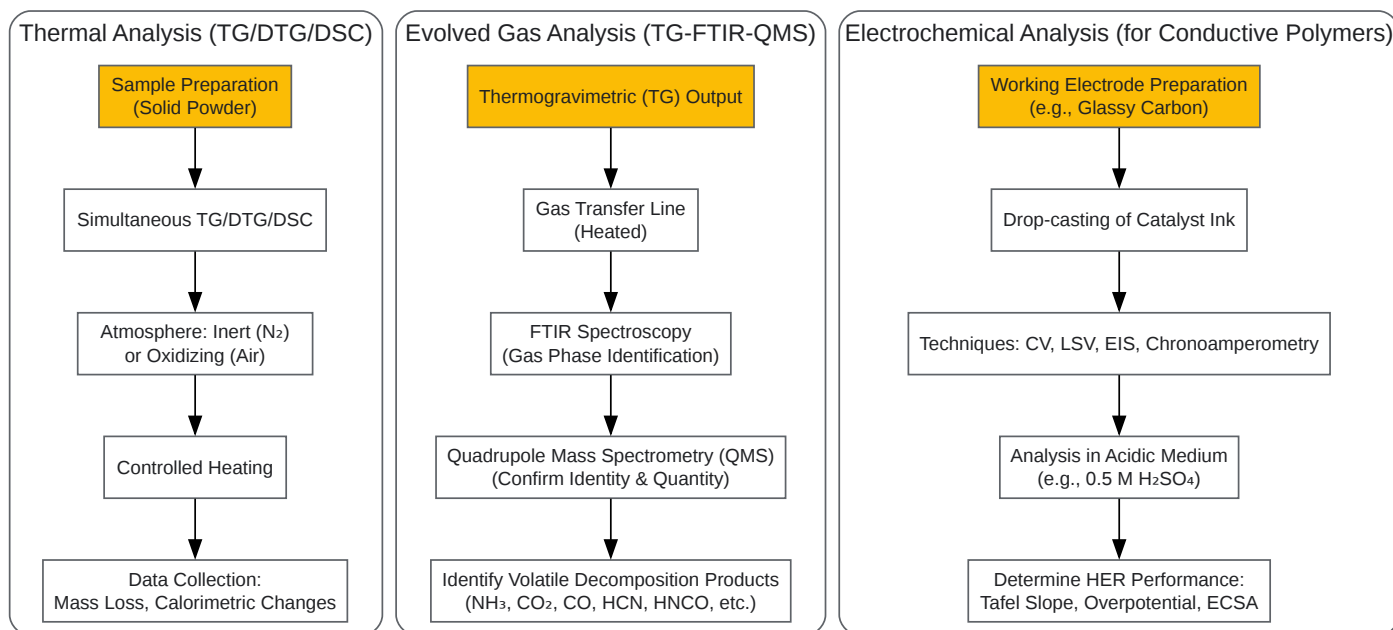 Thermal Analysis (TG/DTG/DSC)
Sample Preparation
(Solid Powder)
Simultaneous TG/DTG/DSC
Atmosphere: Inert (N₂)
or Oxidizing (Air)
Controlled Heating
Data Collection:
Mass Loss, Calorimetric Changes
Evolved Gas Analysis (TG-FTIR-QMS)
Thermogravimetric (TG) Output
Gas Transfer Line
(Heated)
FTIR Spectroscopy
(Gas Phase Identification)
Quadrupole Mass Spectrometry (QMS)
(Confirm Identity & Quantity)
Identify Volatile Decomposition Products
(NH₃, CO₂, CO, HCN, HNCO, etc.)
Electrochemical Analysis (for Conductive Polymers)
Working Electrode Preparation
(e.g., Glassy Carbon)
Drop-casting of Catalyst Ink
Techniques: CV, LSV, EIS, Chronoamperometry
Analysis in Acidic Medium
(e.g., 0.5 M H₂SO₄)
Determine HER Performance:
Tafel Slope, Overpotential, ECSA